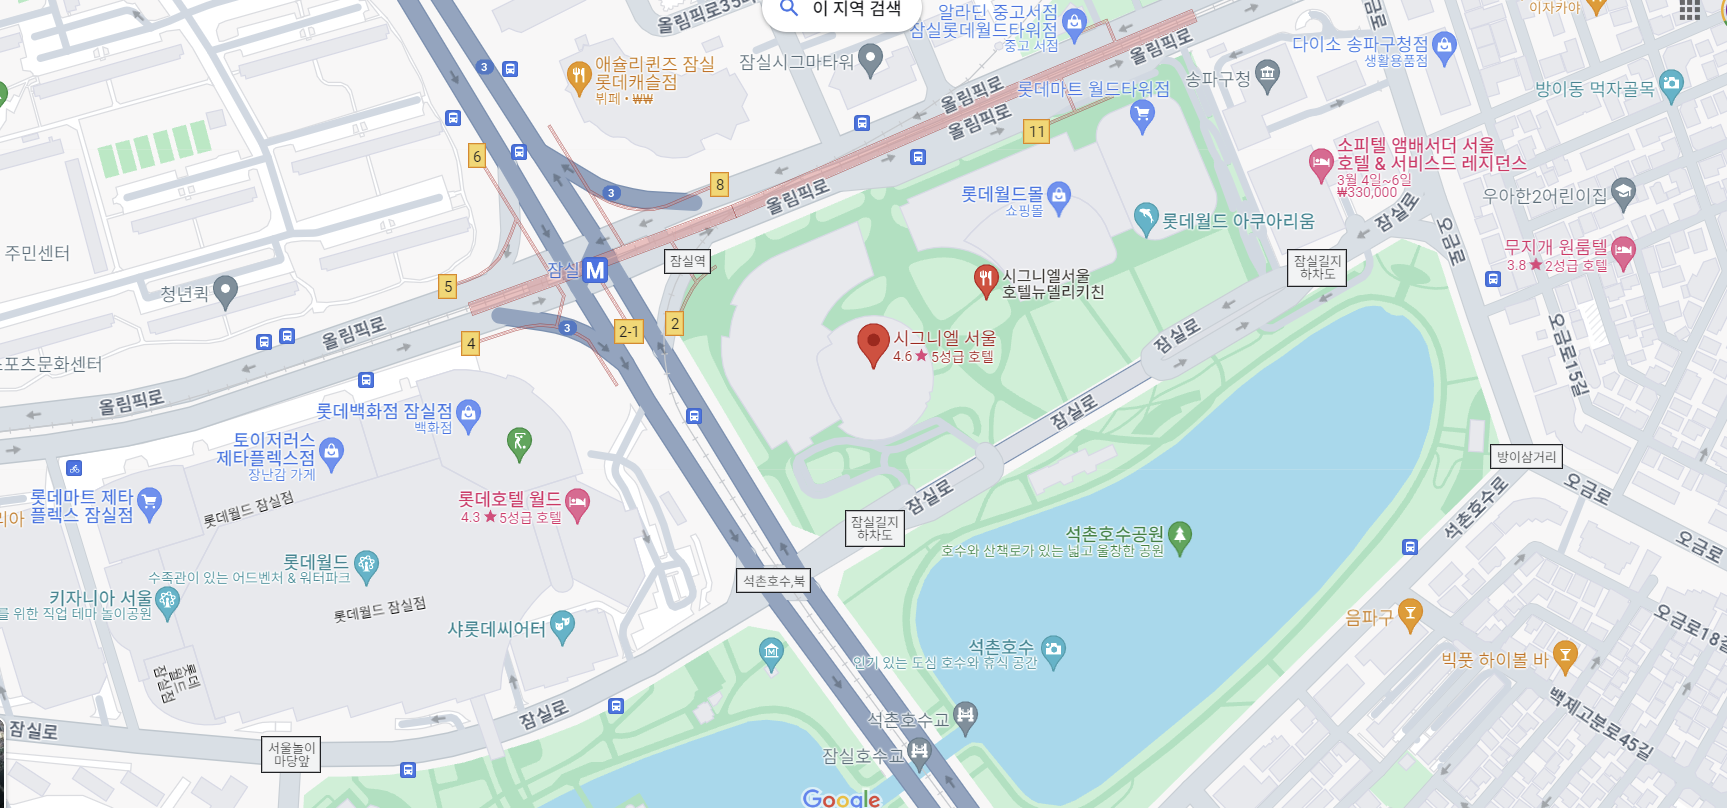 올림픽로35
이 지역 검색
알라딘 중고서점
잠실롯데월드타워점
중고 서점
이자카야
올림픽로
다이소 송파구청점
생활용품점
애슐리퀸즈 잠실
롯데캐슬점
뷔페 • ₩₩
잠실시그마타워
송파구청
방이동 먹자골목
롯데마트 월드타워점
올림픽로
올림픽로
3
11
6
소피텔 앰배서더 서울
호텔 & 서비스드 레지던스
3월 4일~6일
₩330,000
8
3
올림픽로
롯데월드몰
쇼핑몰
우아한2어린이집
롯데월드 아쿠아리움
잠실로
오금로
주민센터
무지개 원룸텔
3.8★2성급 호텔
잠실
M
잠실역
잠실길지
하차도
시그니엘서울
호텔뉴델리키친
청년퀵
5
올림픽로
3
2-1
2
4
시그니엘 서울
4.6★5성급 호텔
잠실로
오금로15길
포츠문화센터
올림픽로
롯데백화점 잠실점
백화점
잠실로
토이저러스
제타플렉스점
장난감 가게
방이삼거리
롯데마트 제타
플렉스 잠실점
리아
롯데월드 잠실점
롯데호텔 월드
4.3★5성급 호텔
잠실로
오금로
석촌호수로
잠실길지
하차도
석촌호수공원
호수와 산책로가 있는 넓고 울창한 공원
오금로
롯데월드
수족관이 있는 어드벤처 & 워터파크
석촌호수,북
키자니아 서울
를 위한 직업 테마 놀이공원
롯데월드 잠실점
샤롯데씨어터
음파구
오금로18길
석촌호수
인기 있는 도심 호수와 휴식 공간
빅풋 하이볼 바
롯데
월드
잠실점
백제고분로45길
잠실로
잠실로
석촌호수교
서울놀이
마당앞
잠실호수교
Google